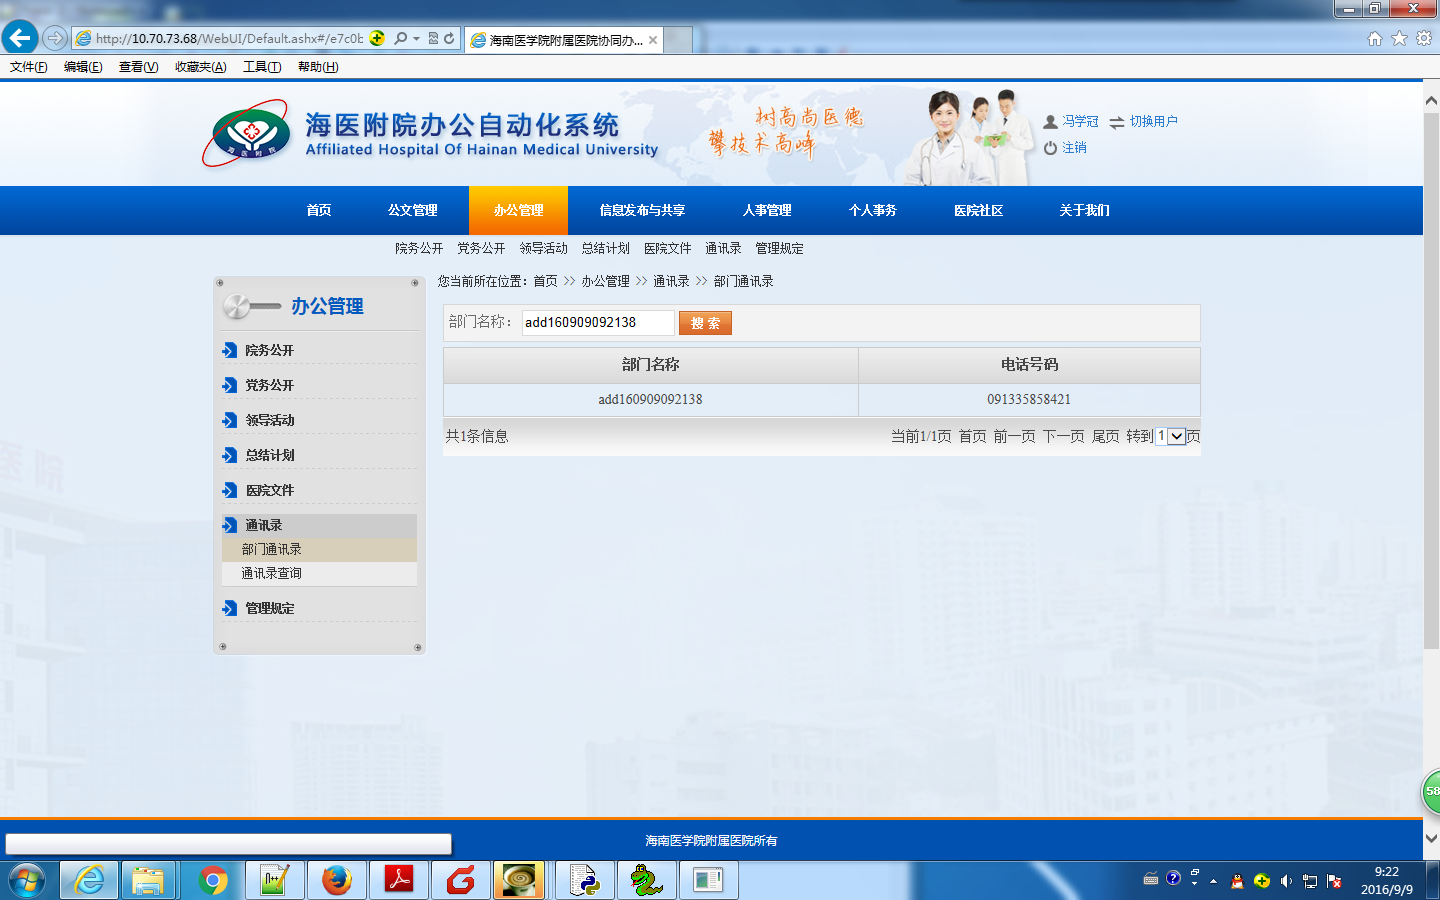 http://10.70.73.68/WebUI/Default.ashx#/e7c0b
海南医学院附属医院协同办...
文件(F) 编辑(E) 查看(V) 收藏夹(A) 工具(T) 帮助(H)
海医附院办公自动化系统
Affiliated Hospital Of Hainan Medical University
海医附院
树高尚医德
攀技术高峰
冯学冠 切换用户
注销
首页 公文管理 办公管理 信息发布与共享 人事管理 个人事务 医院社区 关于我们
院务公开 党务公开 领导活动 总结计划 医院文件 通讯录 管理规定
您当前所在位置：首页 >> 办公管理 >> 通讯录 >> 部门通讯录
办公管理
院务公开
党务公开
领导活动
总结计划
医院文件
通讯录
部门通讯录
通讯录查询
管理规定
部门名称： add160909092138 搜 索
部门名称 电话号码
add160909092138 091335858421
共1条信息 当前1/1页 首页 前一页 下一页 尾页 转到 1 页
58
海南医学院附属医院所有
9:22
2016/9/9